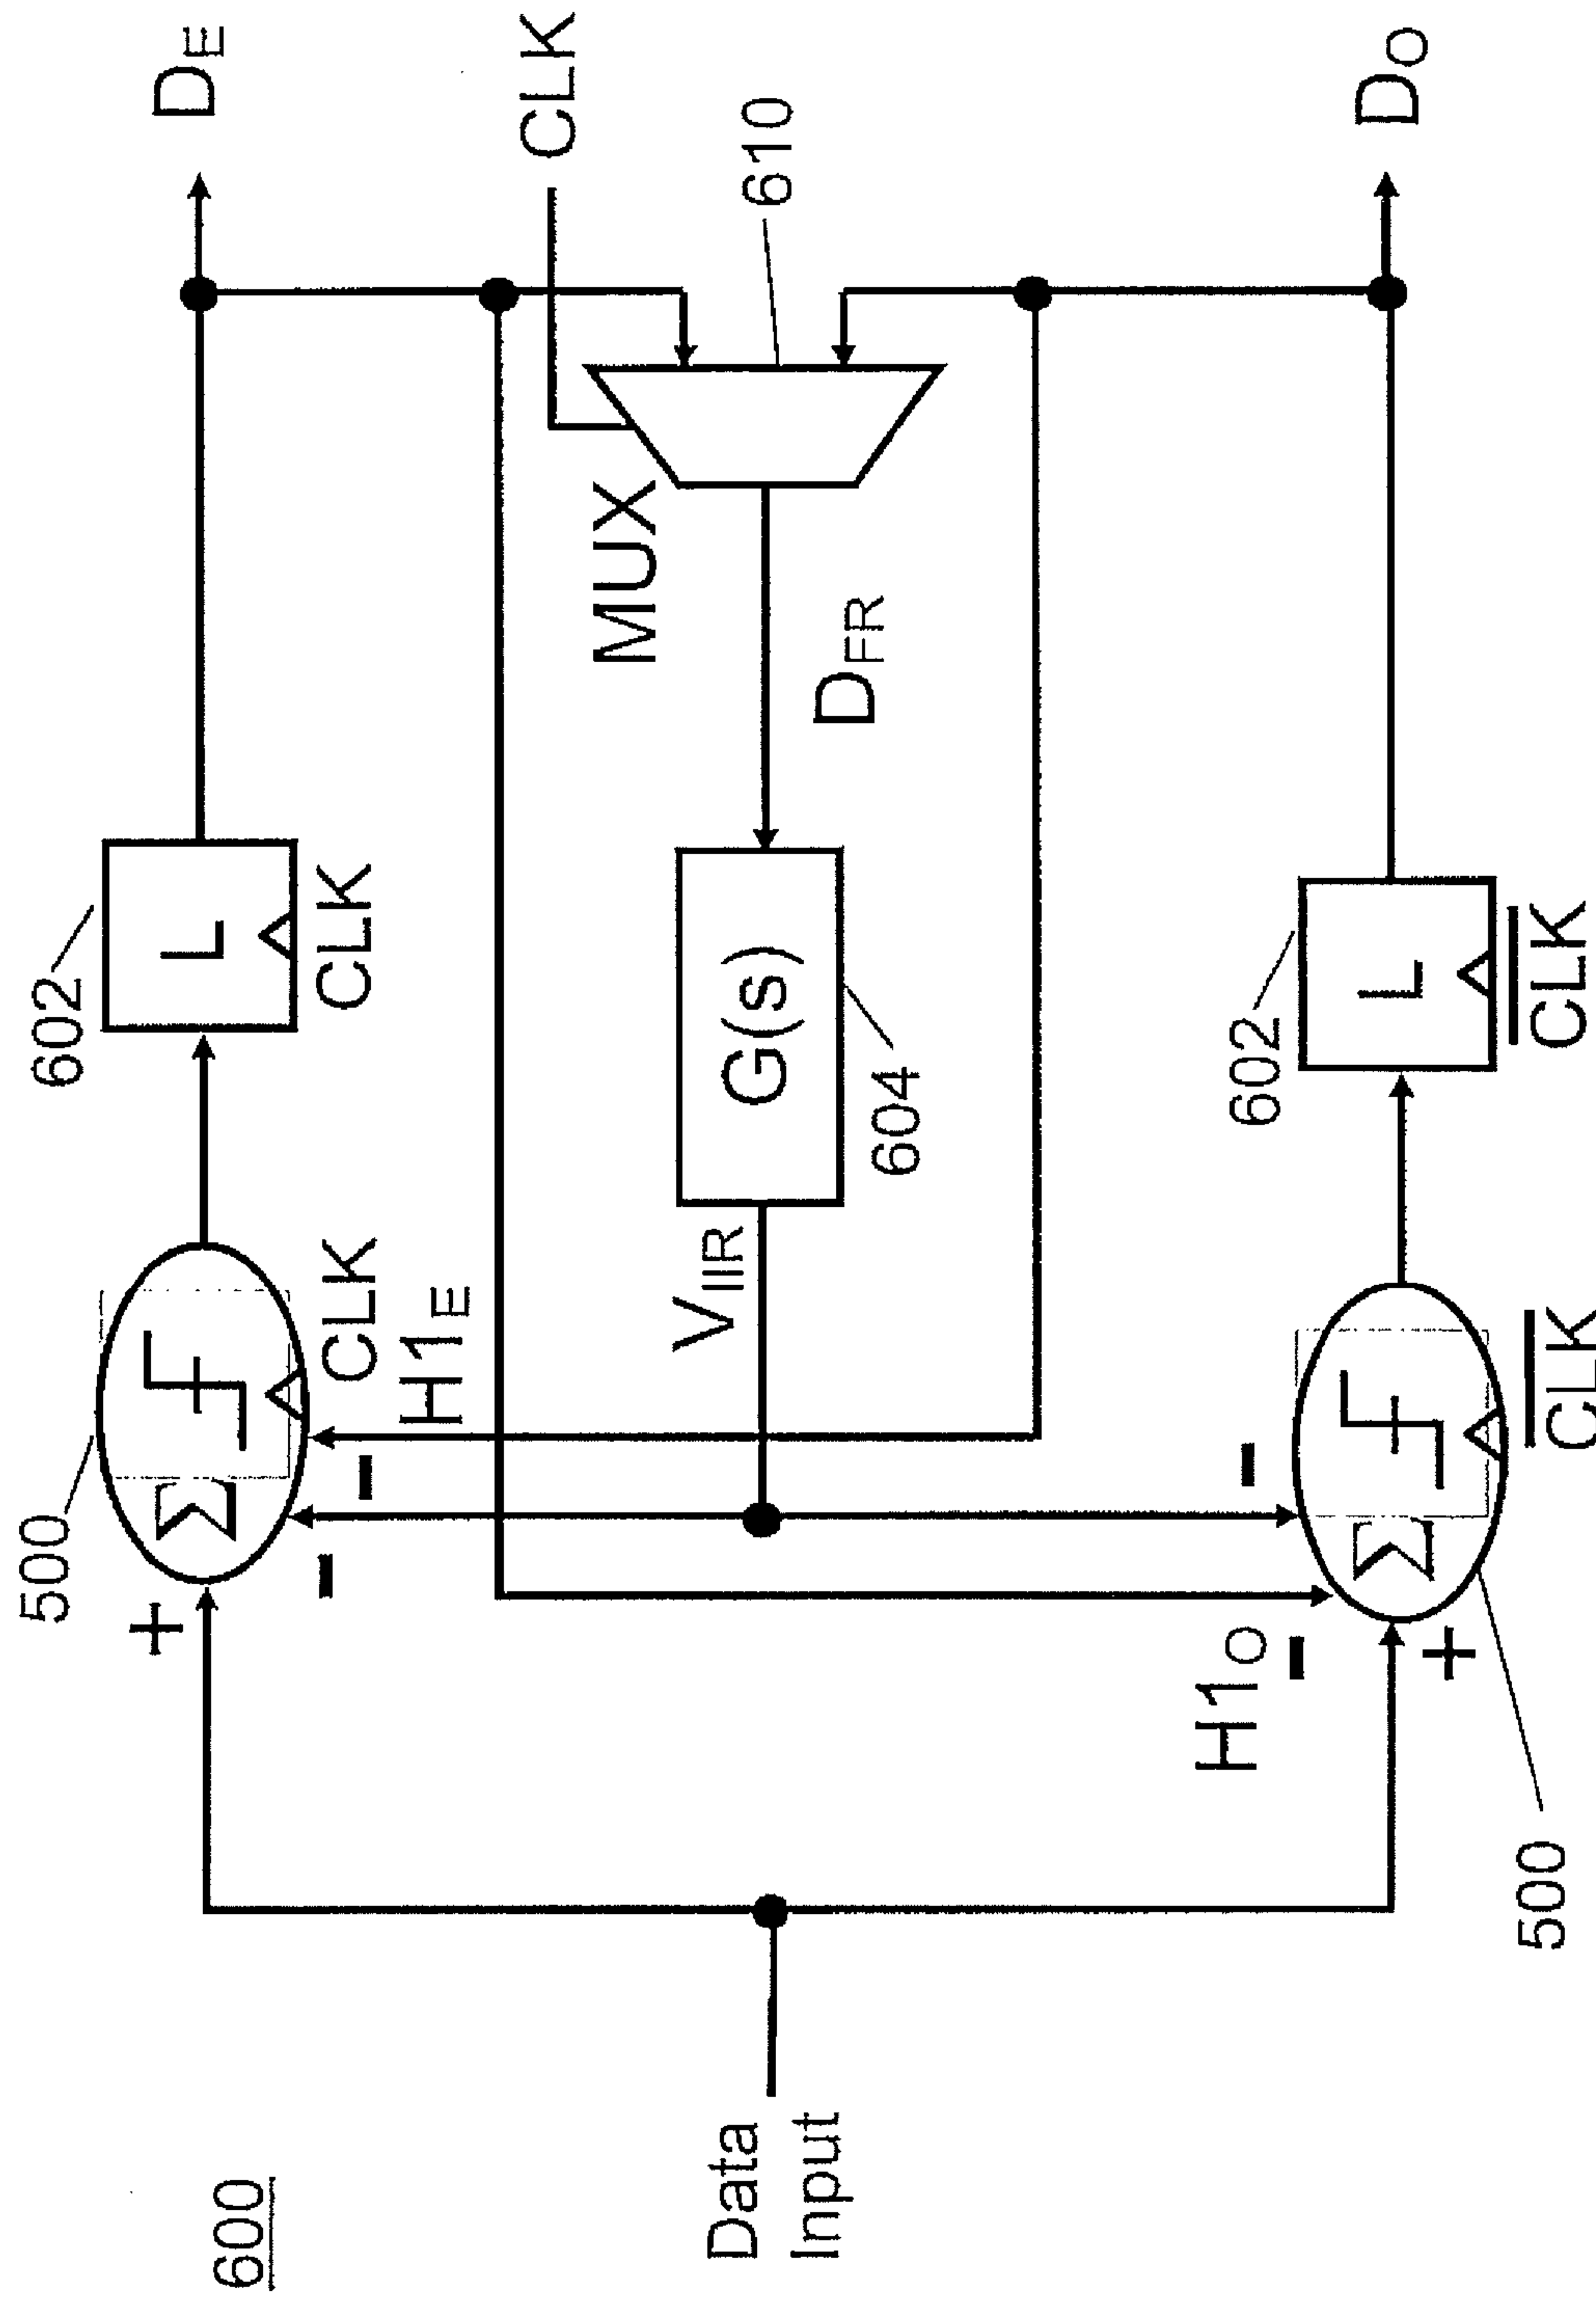 600
Data
Input
500
+
Σ
CLK
H1E
–
–
602
L
CLK
DE
CLK
VIIR
G(s)
604
DFR
MUX
610
H1O
–
–
+
Σ
500
CLK
602
L
CLK
DO